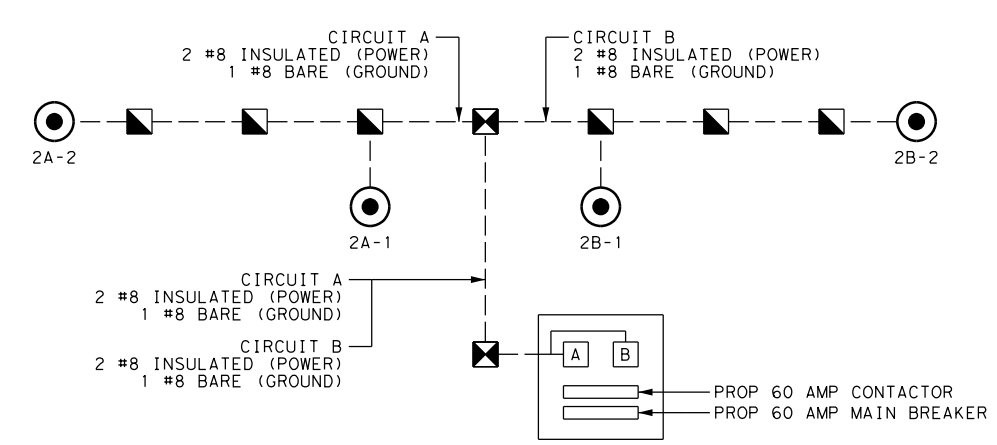 CIRCUIT A
2 #8 INSULATED (POWER)
1 #8 BARE (GROUND)
CIRCUIT B
2 #8 INSULATED (POWER)
1 #8 BARE (GROUND)
2A-2
2B-2
2A-1
2B-1
CIRCUIT A
2 #8 INSULATED (POWER)
1 #8 BARE (GROUND)
CIRCUIT B
2 #8 INSULATED (POWER)
1 #8 BARE (GROUND)
A
B
PROP 60 AMP CONTACTOR
PROP 60 AMP MAIN BREAKER